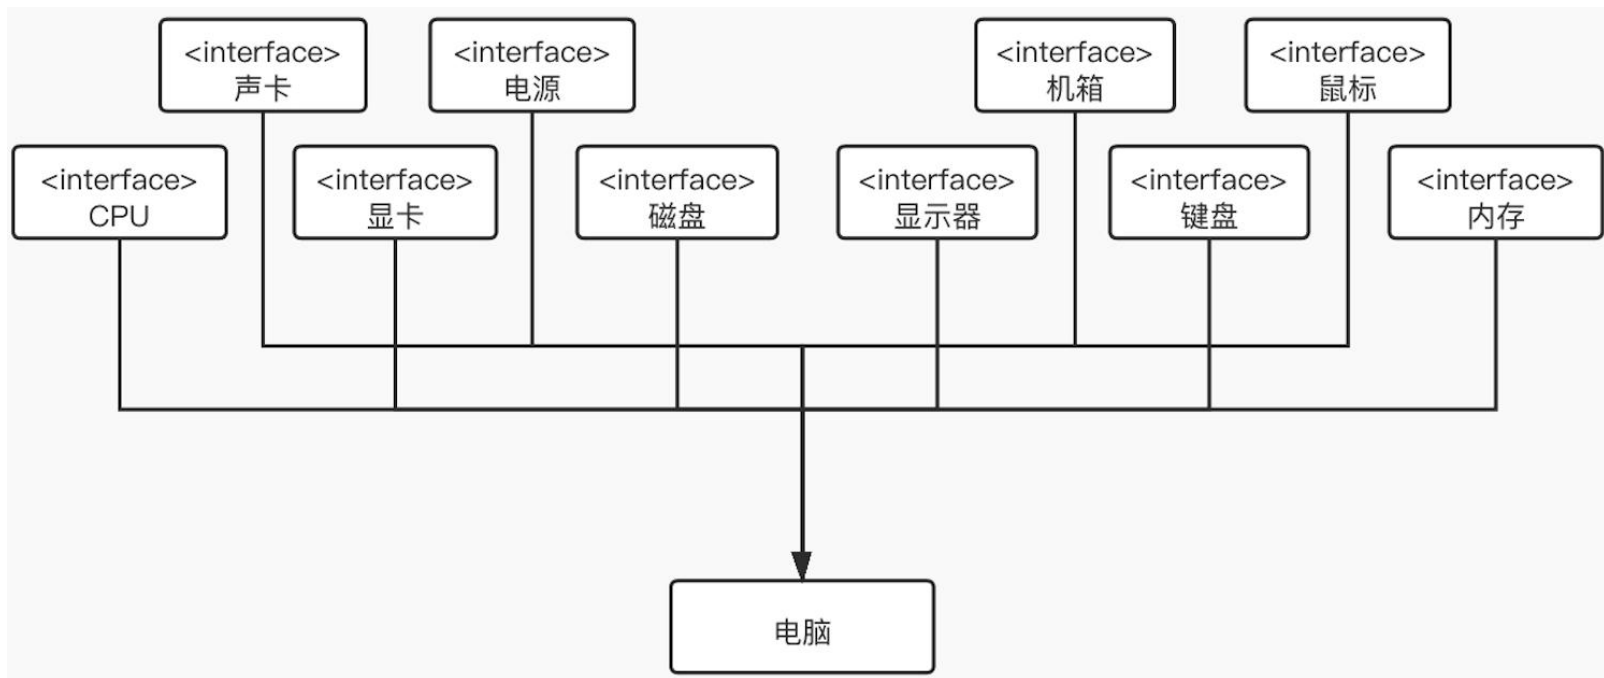 <interface>
声卡
<interface>
电源
<interface>
机箱
<interface>
鼠标
<interface>
CPU
<interface>
显卡
<interface>
磁盘
<interface>
显示器
<interface>
键盘
<interface>
内存
电脑